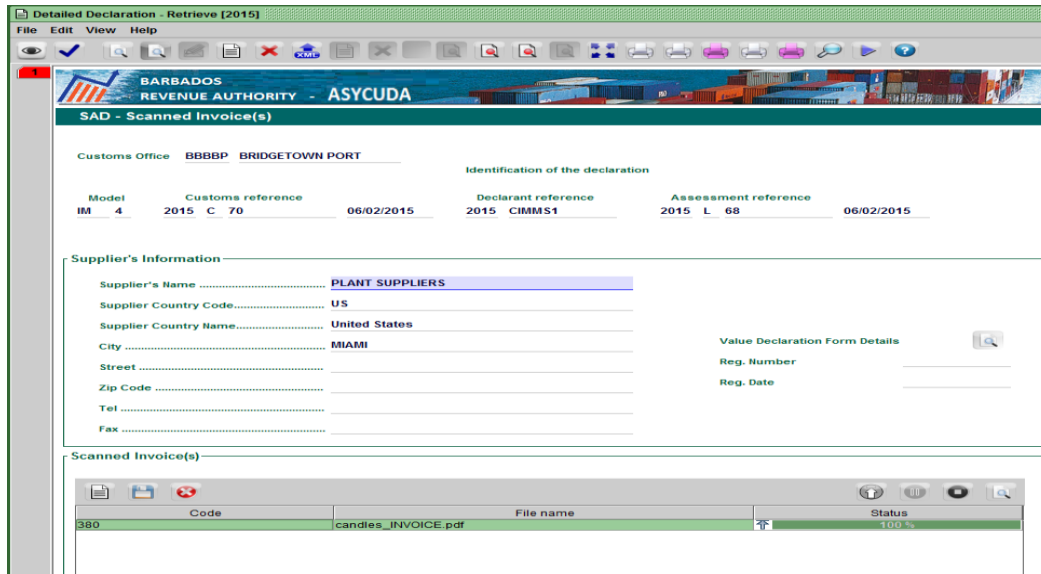 Detailed Declaration - Retrieve [2015]
File Edit View Help
XML
1
BARBADOS
REVENUE AUTHORITY - ASYCUDA
SAD - Scanned Invoice(s)
Customs Office BBBBP BRIDGETOWN PORT
Identification of the declaration
Model Customs reference Declarant reference Assessment reference
IM 4 2015 C 70 06/02/2015 2015 CIMMS1 2015 L 68 06/02/2015
Supplier's Information
Supplier's Name ...................................... PLANT SUPPLIERS
Supplier Country Code........................... US
Supplier Country Name.......................... United States
City ............................................................ MIAMI
Value Declaration Form Details
Street .......................................................
Reg. Number
Zip Code ..................................................
Reg. Date
Tel .............................................................
Fax .............................................................
Scanned Invoice(s)
Code File name Status
380 candles_INVOICE.pdf 100 %